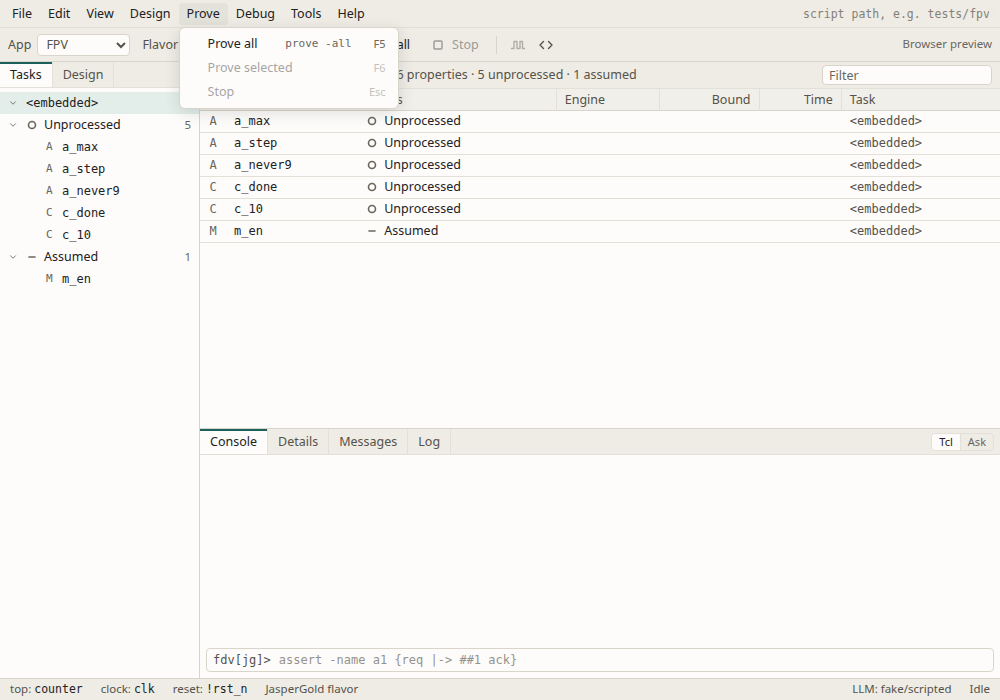 File Edit View Design Prove Debug Tools Help script path, e.g. tests/fpv
App FPV Flavor all Stop Browser preview
Prove all prove -all F5
Prove selected F6
Stop Esc
Tasks Design 6 properties · 5 unprocessed · 1 assumed Filter
Engine Bound Time Task
<embedded>
Unprocessed 5
a_max
A a_max
A a_step
A a_never9
C c_done
C c_10
Assumed 1
M m_en
A a_max Unprocessed <embedded>
A a_step Unprocessed <embedded>
A a_never9 Unprocessed <embedded>
C c_done Unprocessed <embedded>
C c_10 Unprocessed <embedded>
M m_en Assumed <embedded>
Console Details Messages Log Tcl Ask
fdv[jg]> assert -name a1 {req |-> ##1 ack}
top: counter clock: clk reset: !rst_n JasperGold flavor LLM: fake/scripted Idle